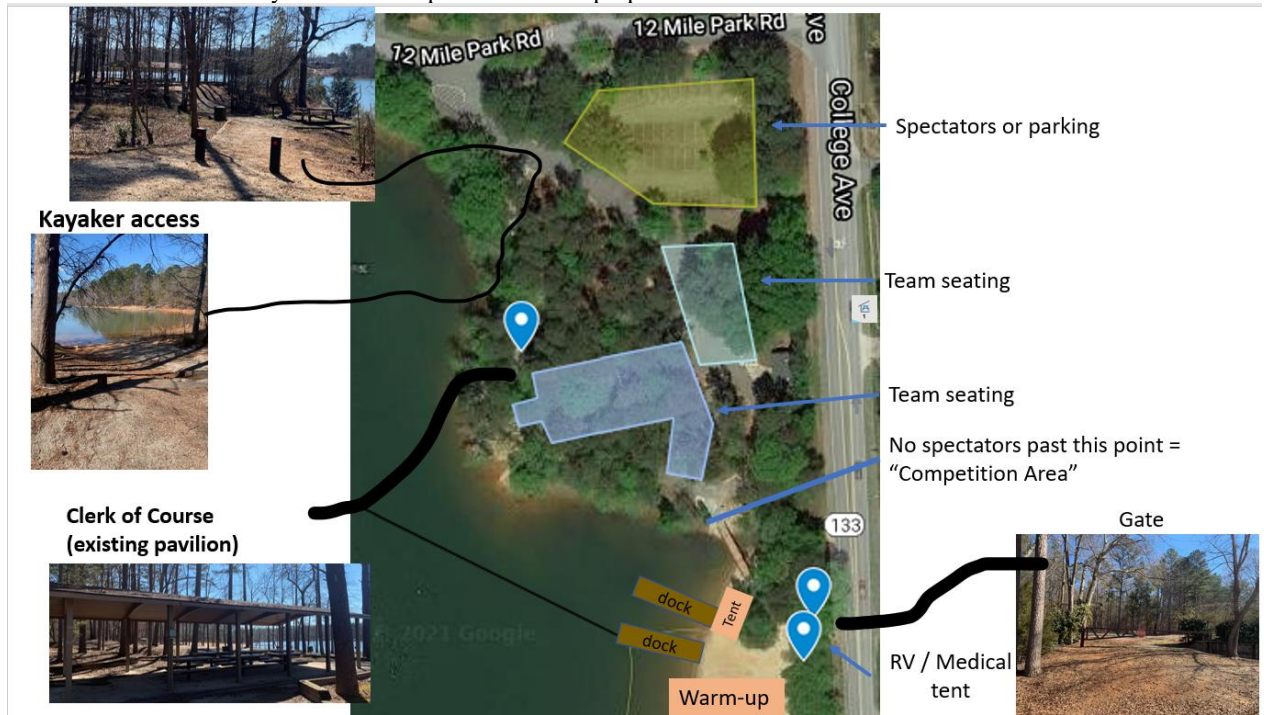 12 Mile Park Rd
12 Mile Park Rd
Ave
College Ave
Spectators or parking
Kayaker access
Team seating
1
Team seating
No spectators past this point =
"Competition Area"
Clerk of Course
(existing pavilion)
133
Gate
dock
Tent
dock
2021 Google
RV / Medical
tent
Warm-up